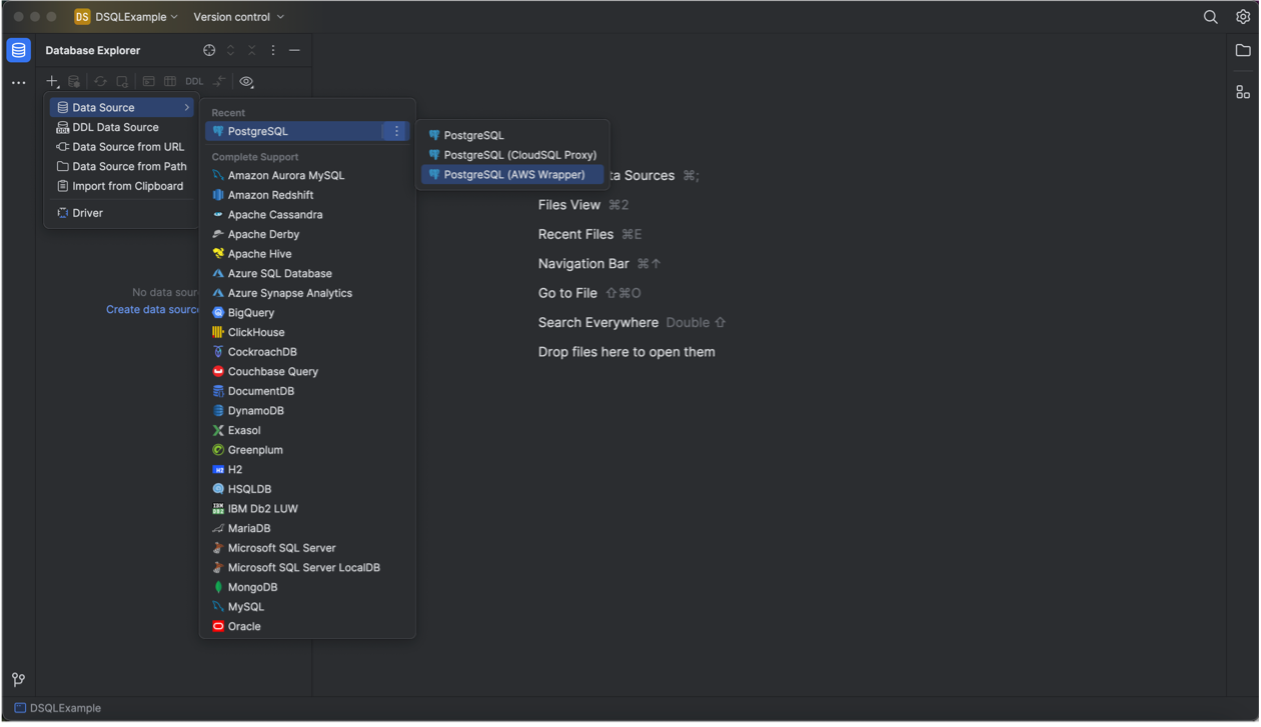 DS DSQLExample Version control
Database Explorer
DDL
Data Source
DDL Data Source
Data Source from URL
Data Source from Path
Import from Clipboard
Driver
Recent
PostgreSQL
Complete Support
Amazon Aurora MySQL
Amazon Redshift
Apache Cassandra
Apache Derby
Apache Hive
Azure SQL Database
Azure Synapse Analytics
BigQuery
ClickHouse
CockroachDB
Couchbase Query
DocumentDB
DynamoDB
Exasol
Greenplum
H2
HSQLDB
IBM Db2 LUW
MariaDB
Microsoft SQL Server
Microsoft SQL Server LocalDB
MongoDB
MySQL
Oracle
PostgreSQL
PostgreSQL (CloudSQL Proxy)
PostgreSQL (AWS Wrapper)
No data
Create data
Sources ⌘;
Files View ⌘2
Recent Files ⌘E
Navigation Bar ⌘↑
Go to File ⇧⌘O
Search Everywhere Double ⇧
Drop files here to open them
DSQLExample